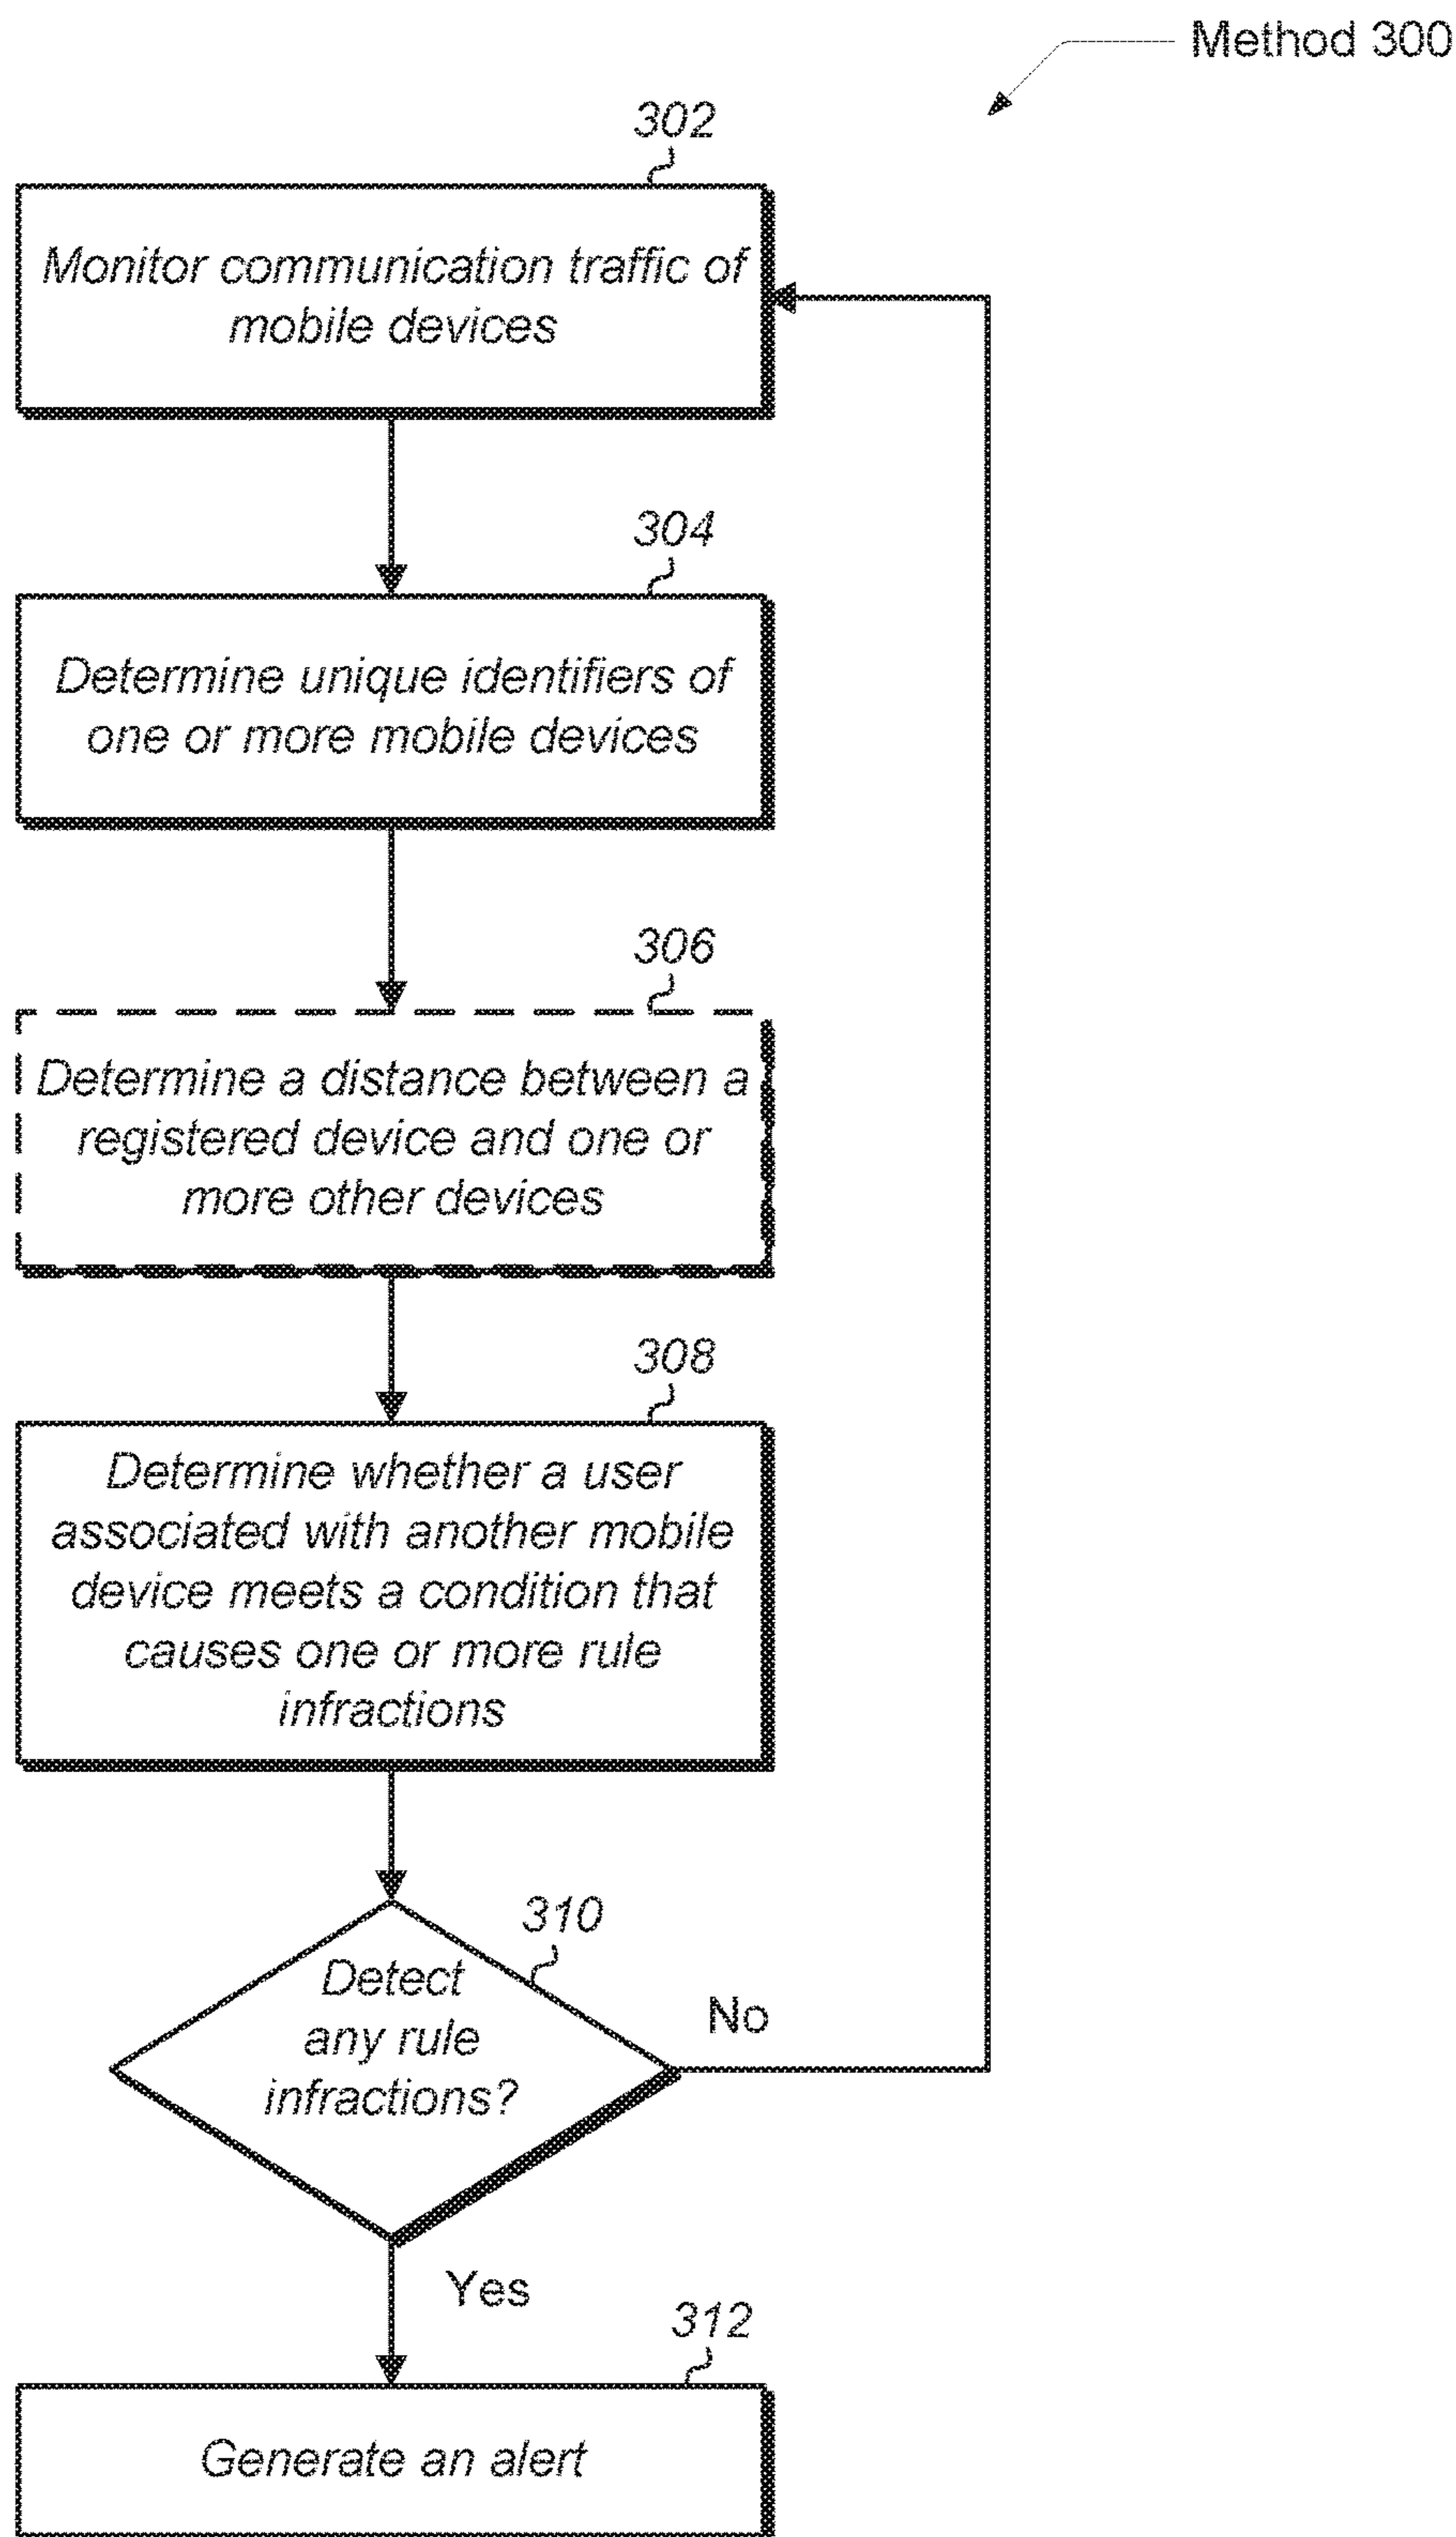 Method 300
302
Monitor communication traffic of
mobile devices
304
Determine unique identifiers of
one or more mobile devices
306
Determine a distance between a
registered device and one or
more other devices
308
Determine whether a user
associated with another mobile
device meets a condition that
causes one or more rule
infractions
310
Detect
any rule
infractions?
No
Yes
312
Generate an alert